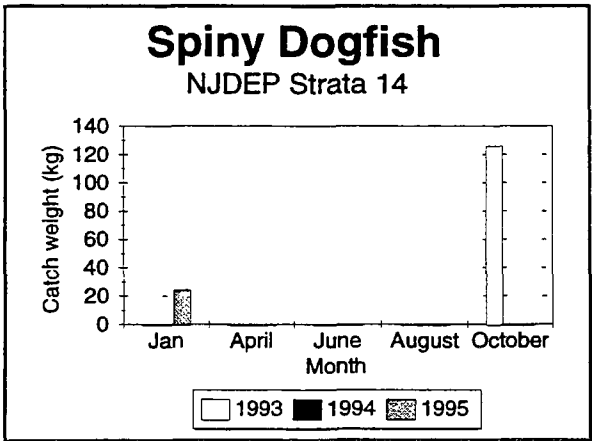 Spiny Dogfish
NJDEP Strata 14
Catch weight (kg)
140
120
100
80
60
40
20
0
Jan April June August October
Month
1993 1994 1995